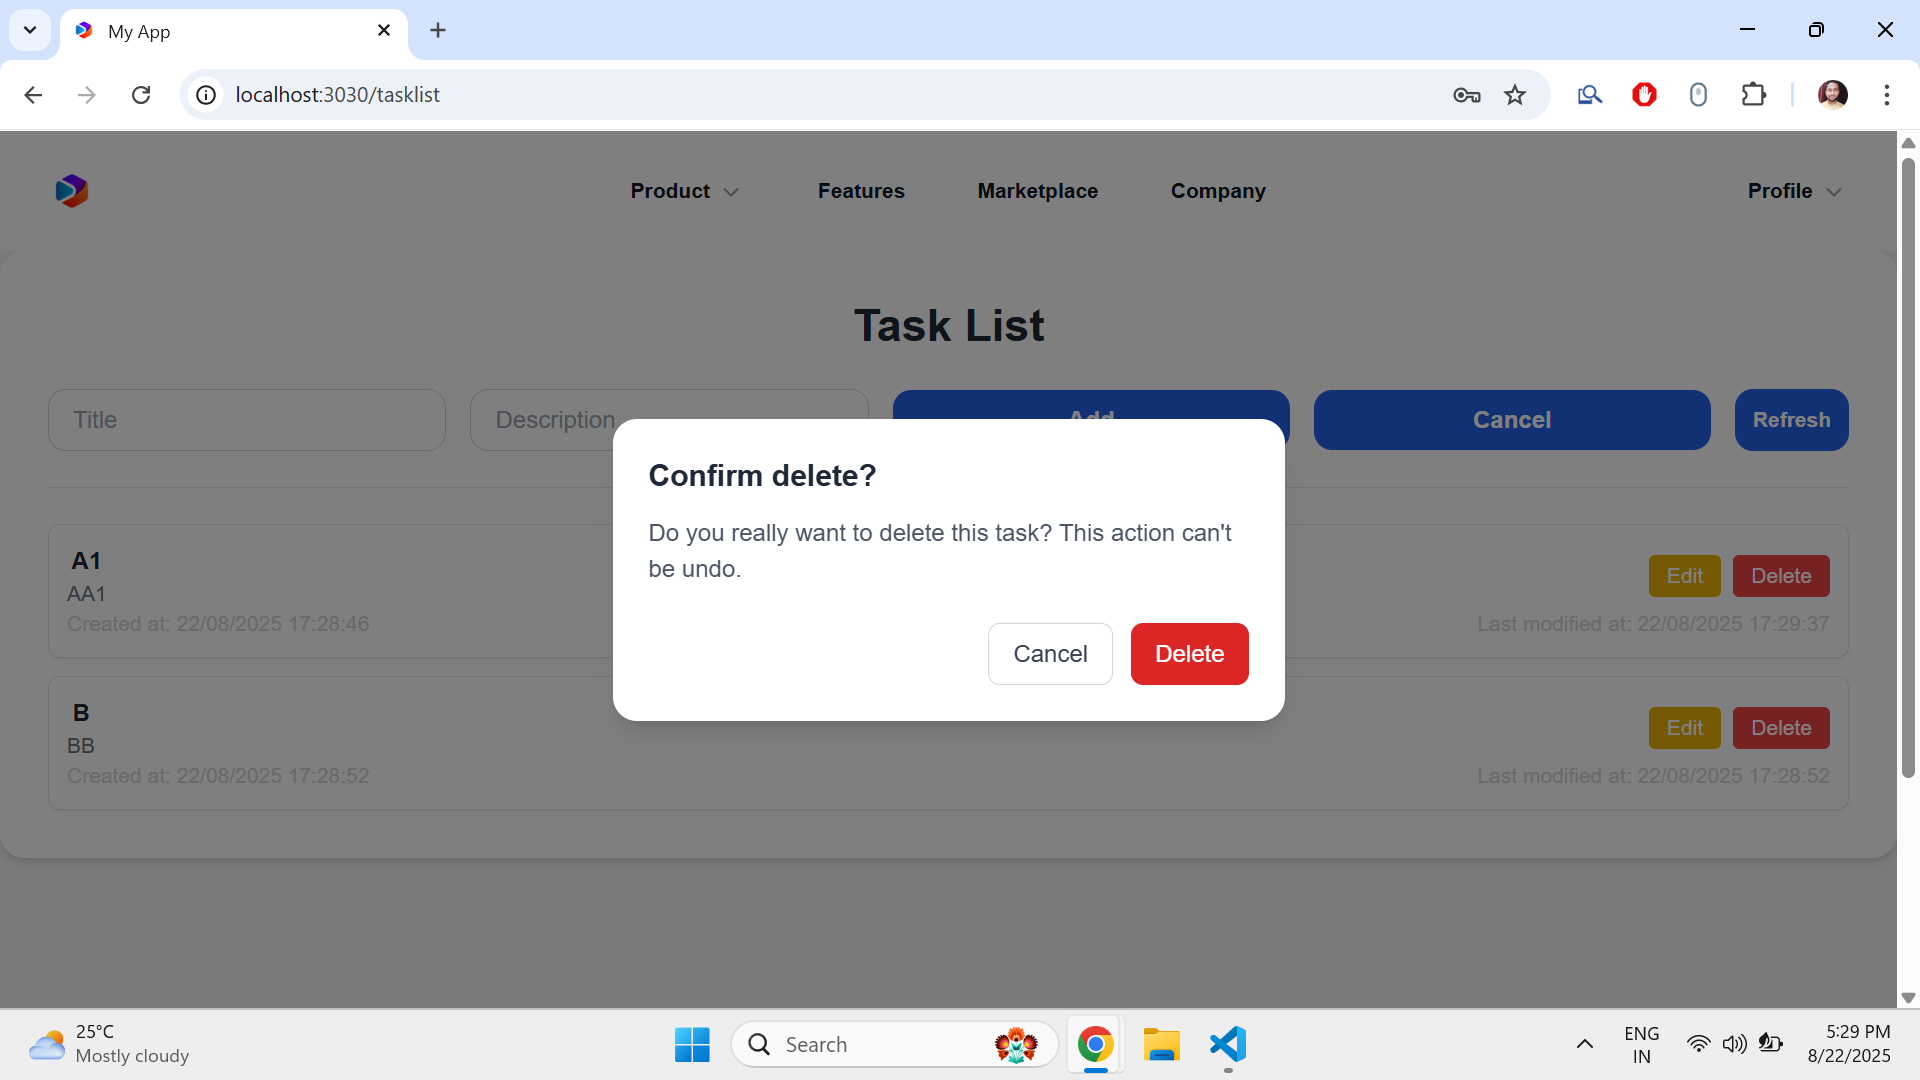 My App
localhost:3030/tasklist
Product Features Marketplace Company Profile
Task List
Title Description Add Cancel Refresh
Confirm delete?
Do you really want to delete this task? This action can't
be undo.
Cancel Delete
A1
AA1
Created at: 22/08/2025 17:28:46
Edit Delete
Last modified at: 22/08/2025 17:29:37
B
BB
Created at: 22/08/2025 17:28:52
Edit Delete
Last modified at: 22/08/2025 17:28:52
25°C
Mostly cloudy
Search
ENG
IN
5:29 PM
8/22/2025